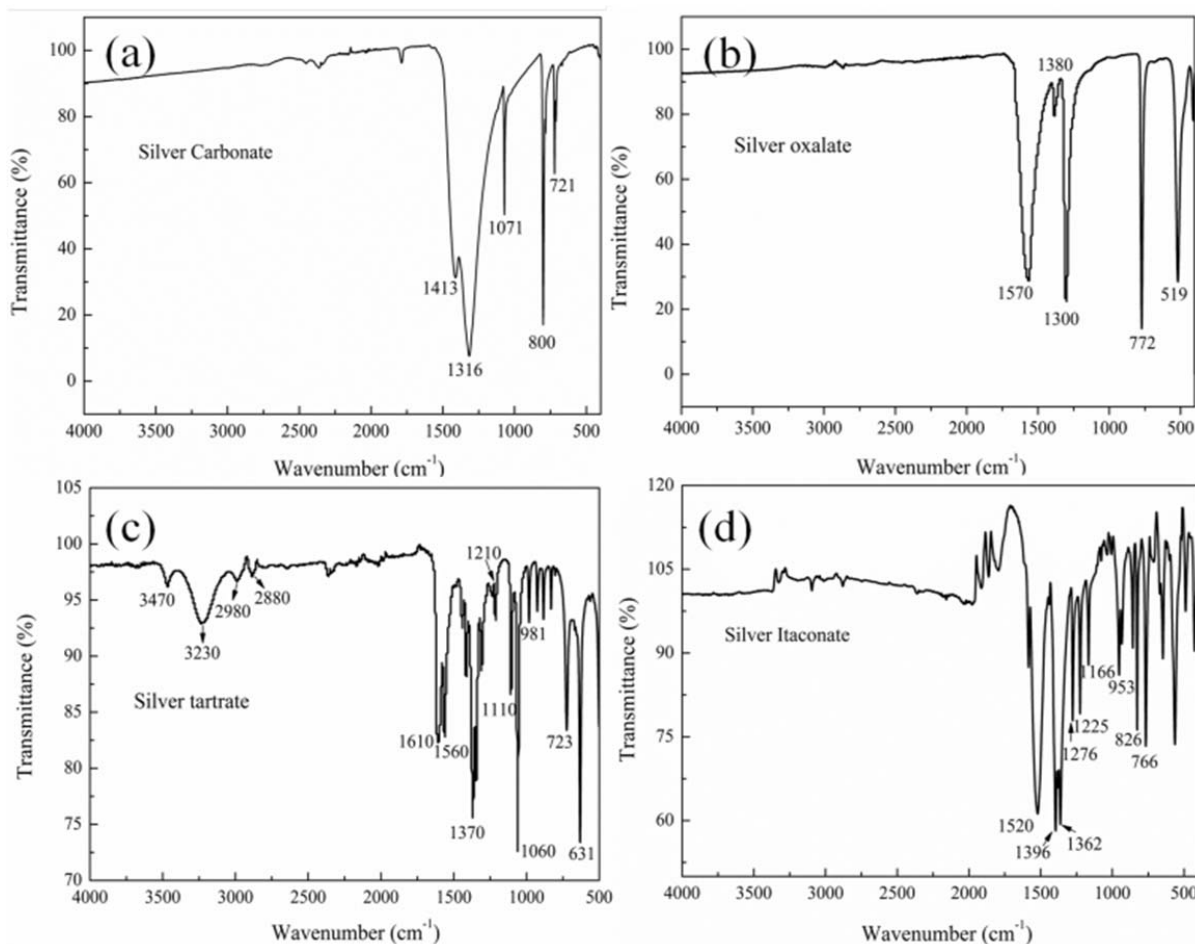 (a)
Silver Carbonate
1413
1316
1071
800
721
Transmittance (%)
100
80
60
40
20
0
4000 3500 3000 2500 2000 1500 1000 500
Wavenumber (cm-1)
(b)
Silver oxalate
1570
1380
1300
772
519
Transmittance (%)
100
80
60
40
20
0
4000 3500 3000 2500 2000 1500 1000 500
Wavenumber (cm-1)
(c)
Silver tartrate
3470
3230
2980
2880
1610
1560
1370
1210
1110
1060
981
723
631
Transmittance (%)
105
100
95
90
85
80
75
70
4000 3500 3000 2500 2000 1500 1000 500
Wavenumber (cm-1)
(d)
Silver Itaconate
1520
1396
1362
1276
1225
1166
953
826
766
Transmittance (%)
120
105
90
75
60
4000 3500 3000 2500 2000 1500 1000 500
Wavenumber (cm-1)